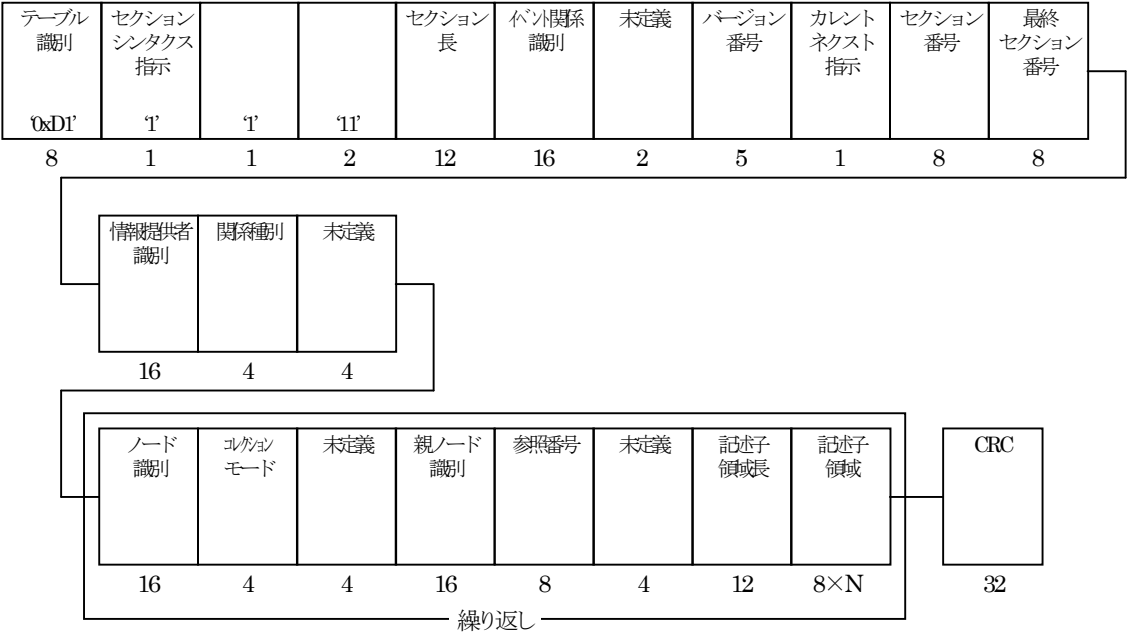 テーブル セクション セクション ｲﾍﾞﾝﾄ関係 未定義 バージョン カレント セクション 最終
識別 シンタクス 長 識別 番号 ネクスト 番号 セクション
指示 指示 番号
‘0xD1’ ‘1’ ‘1’ ‘11’
8 1 1 2 12 16 2 5 1 8 8
情報提供者 関係種別 未定義
識別
16 4 4
ノード ｺﾚｸｼｮﾝ 未定義 親ノード 参照番号 未定義 記述子 記述子 CRC
識別 モード 識別 領域長 領域
16 4 4 16 8 4 12 8×N 32
繰り返し